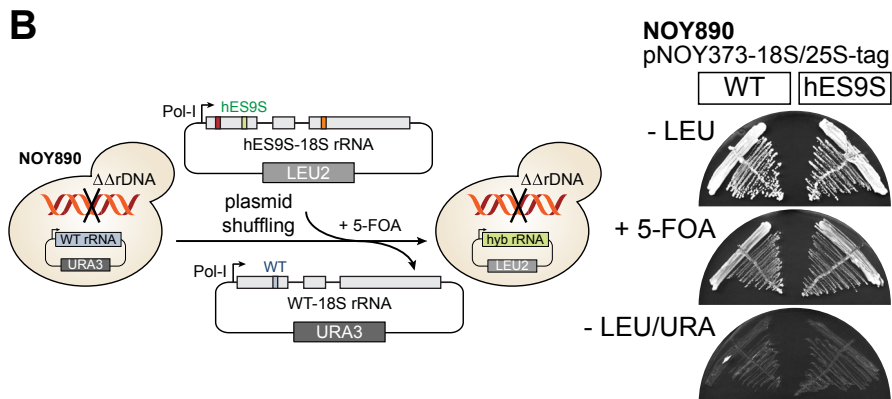 B
NOY890
pNOY373-18S/25S-tag
WT
hES9S
- LEU
+ 5-FOA
- LEU/URA
Pol-I
hES9S
hES9S-18S rRNA
LEU2
NOY890
ΔΔrDNA
WT rRNA
URA3
plasmid
shuffling
+ 5-FOA
ΔΔrDNA
hyb rRNA
LEU2
Pol-I
WT
WT-18S rRNA
URA3